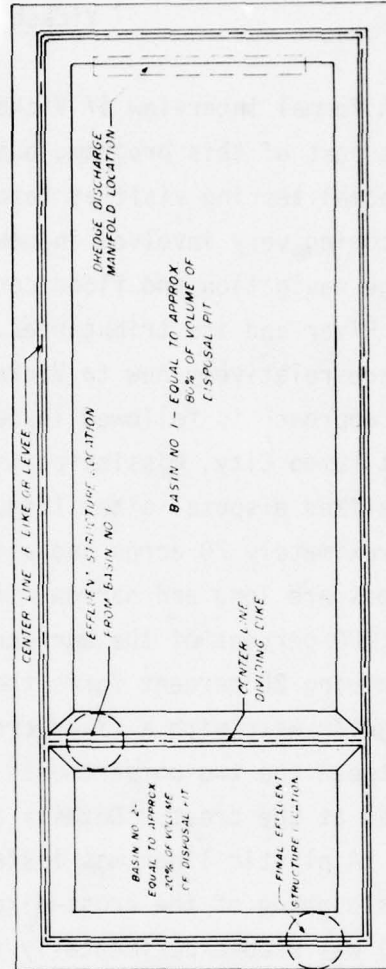 CENTER LINE OF DIKE OR LEVEE
DREDGE DISCHARGE
MANIFOLD LOCATION
EFFLUENT STRUCTURE LOCATION
FROM BASIN NO
BASIN NO 1 - EQUAL TO APPROX
80% OF VOLUME OF
DISPOSAL PIT
CENTER LINE
DIVIDING DIKE
BASIN NO 2-
EQUAL TO APPROX
20% OF VOLUME
OF DISPOSAL PIT
FINAL EFFLUENT
STRUCTURE LOCATION